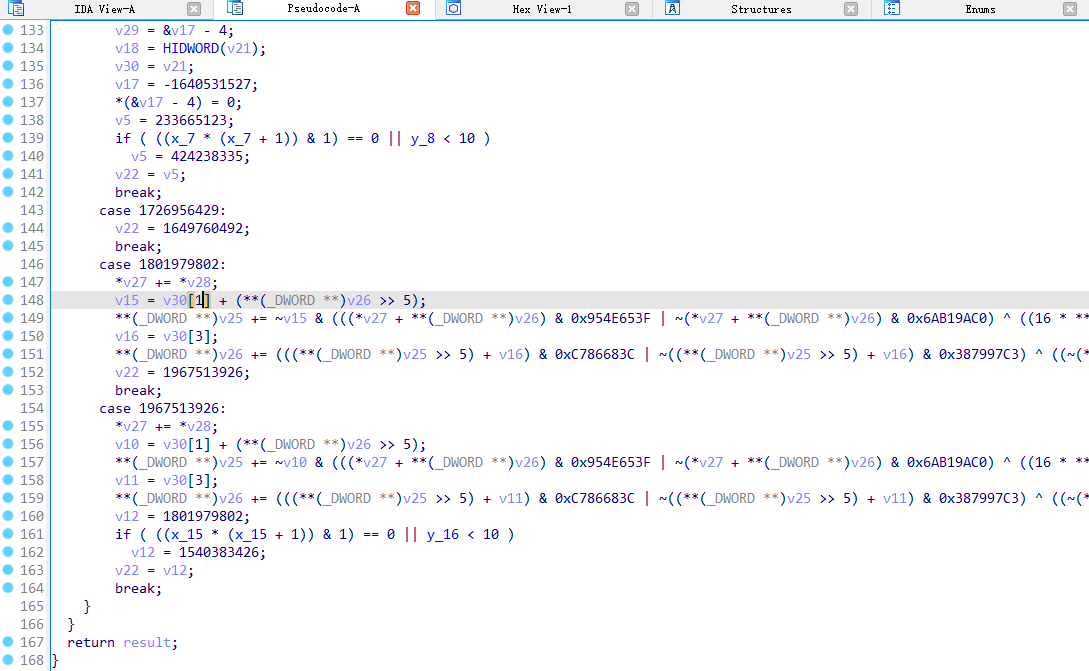 IDA View-A Pseudocode-A Hex View-1 Structures Enums
133 v29 = &v17 - 4;
134 v18 = HIDWORD(v21);
135 v30 = v21;
136 v17 = -1640531527;
137 *(&v17 - 4) = 0;
138 v5 = 233665123;
139 if ( ((x_7 * (x_7 + 1)) & 1) == 0 || y_8 < 10 )
140 v5 = 424238335;
141 v22 = v5;
142 break;
143 case 1726956429:
144 v22 = 1649760492;
145 break;
146 case 1801979802:
147 *v27 += *v28;
148 v15 = v30[1] + (**(_DWORD **)v26 >> 5);
149 **(_DWORD **)v25 += ~v15 & (((*v27 + **(_DWORD **)v26) & 0x954E653F | ~(*v27 + **(_DWORD **)v26) & 0x6AB19AC0) ^ ((16 * **
150 v16 = v30[3];
151 **(_DWORD **)v26 += (((**(_DWORD **)v25 >> 5) + v16) & 0xC786683C | ~((**(_DWORD **)v25 >> 5) + v16) & 0x387997C3) ^ ((~(*
152 v22 = 1967513926;
153 break;
154 case 1967513926:
155 *v27 += *v28;
156 v10 = v30[1] + (**(_DWORD **)v26 >> 5);
157 **(_DWORD **)v25 += ~v10 & (((*v27 + **(_DWORD **)v26) & 0x954E653F | ~(*v27 + **(_DWORD **)v26) & 0x6AB19AC0) ^ ((16 * **
158 v11 = v30[3];
159 **(_DWORD **)v26 += (((**(_DWORD **)v25 >> 5) + v11) & 0xC786683C | ~((**(_DWORD **)v25 >> 5) + v11) & 0x387997C3) ^ ((~(*
160 v12 = 1801979802;
161 if ( ((x_15 * (x_15 + 1)) & 1) == 0 || y_16 < 10 )
162 v12 = 1540383426;
163 v22 = v12;
164 break;
165 }
166 }
167 return result;
168 }